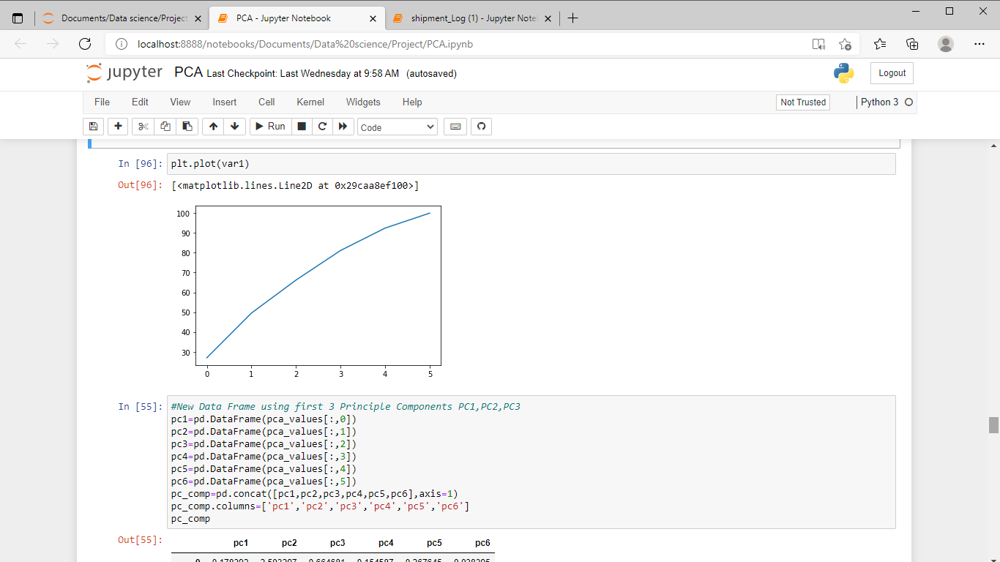 Documents/Data science/Project
PCA - Jupyter Notebook
shipment_Log (1) - Jupyter Note
localhost:8888/notebooks/Documents/Data%20science/Project/PCA.ipynb
jupyter PCA Last Checkpoint: Last Wednesday at 9:58 AM (autosaved)
Logout
File Edit View Insert Cell Kernel Widgets Help
Not Trusted
Python 3
Run
Code
In [96]: plt.plot(var1)
Out[96]: [<matplotlib.lines.Line2D at 0x29caa8ef100>]
100
90
80
70
60
50
40
30
0 1 2 3 4 5
In [55]: #New Data Frame using first 3 Principle Components PC1,PC2,PC3
pc1=pd.DataFrame(pca_values[:,0])
pc2=pd.DataFrame(pca_values[:,1])
pc3=pd.DataFrame(pca_values[:,2])
pc4=pd.DataFrame(pca_values[:,3])
pc5=pd.DataFrame(pca_values[:,4])
pc6=pd.DataFrame(pca_values[:,5])
pc_comp=pd.concat([pc1,pc2,pc3,pc4,pc5,pc6],axis=1)
pc_comp.columns=['pc1','pc2','pc3','pc4','pc5','pc6']
pc_comp
Out[55]:
pc1 pc2 pc3 pc4 pc5 pc6